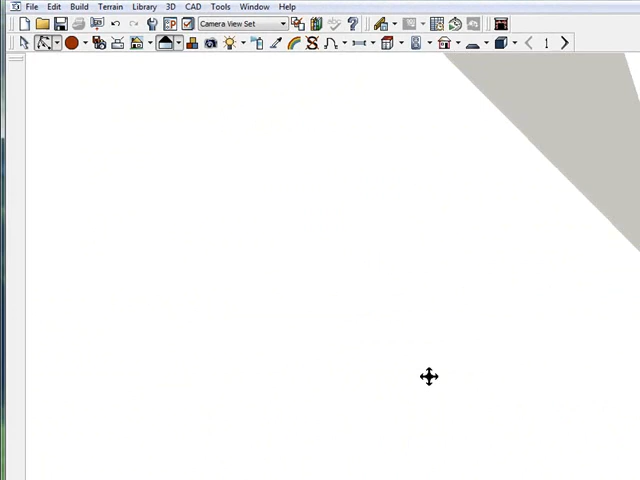 File Edit Build Terrain Library 3D CAD Tools Window Help
Camera View Set
1